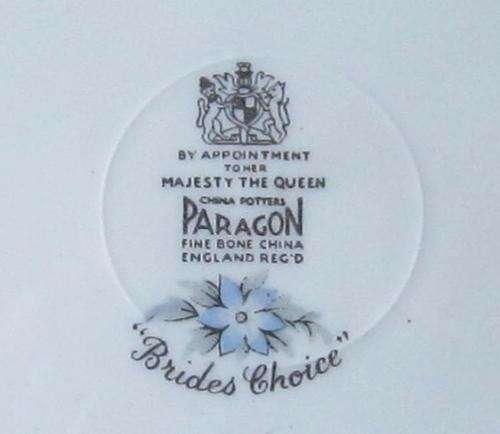 BY APPOINTMENT
TO HER
MAJESTY THE QUEEN
CHINA POTTERS
PARAGON
FINE BONE CHINA
ENGLAND REG'D
"Brides Choice"